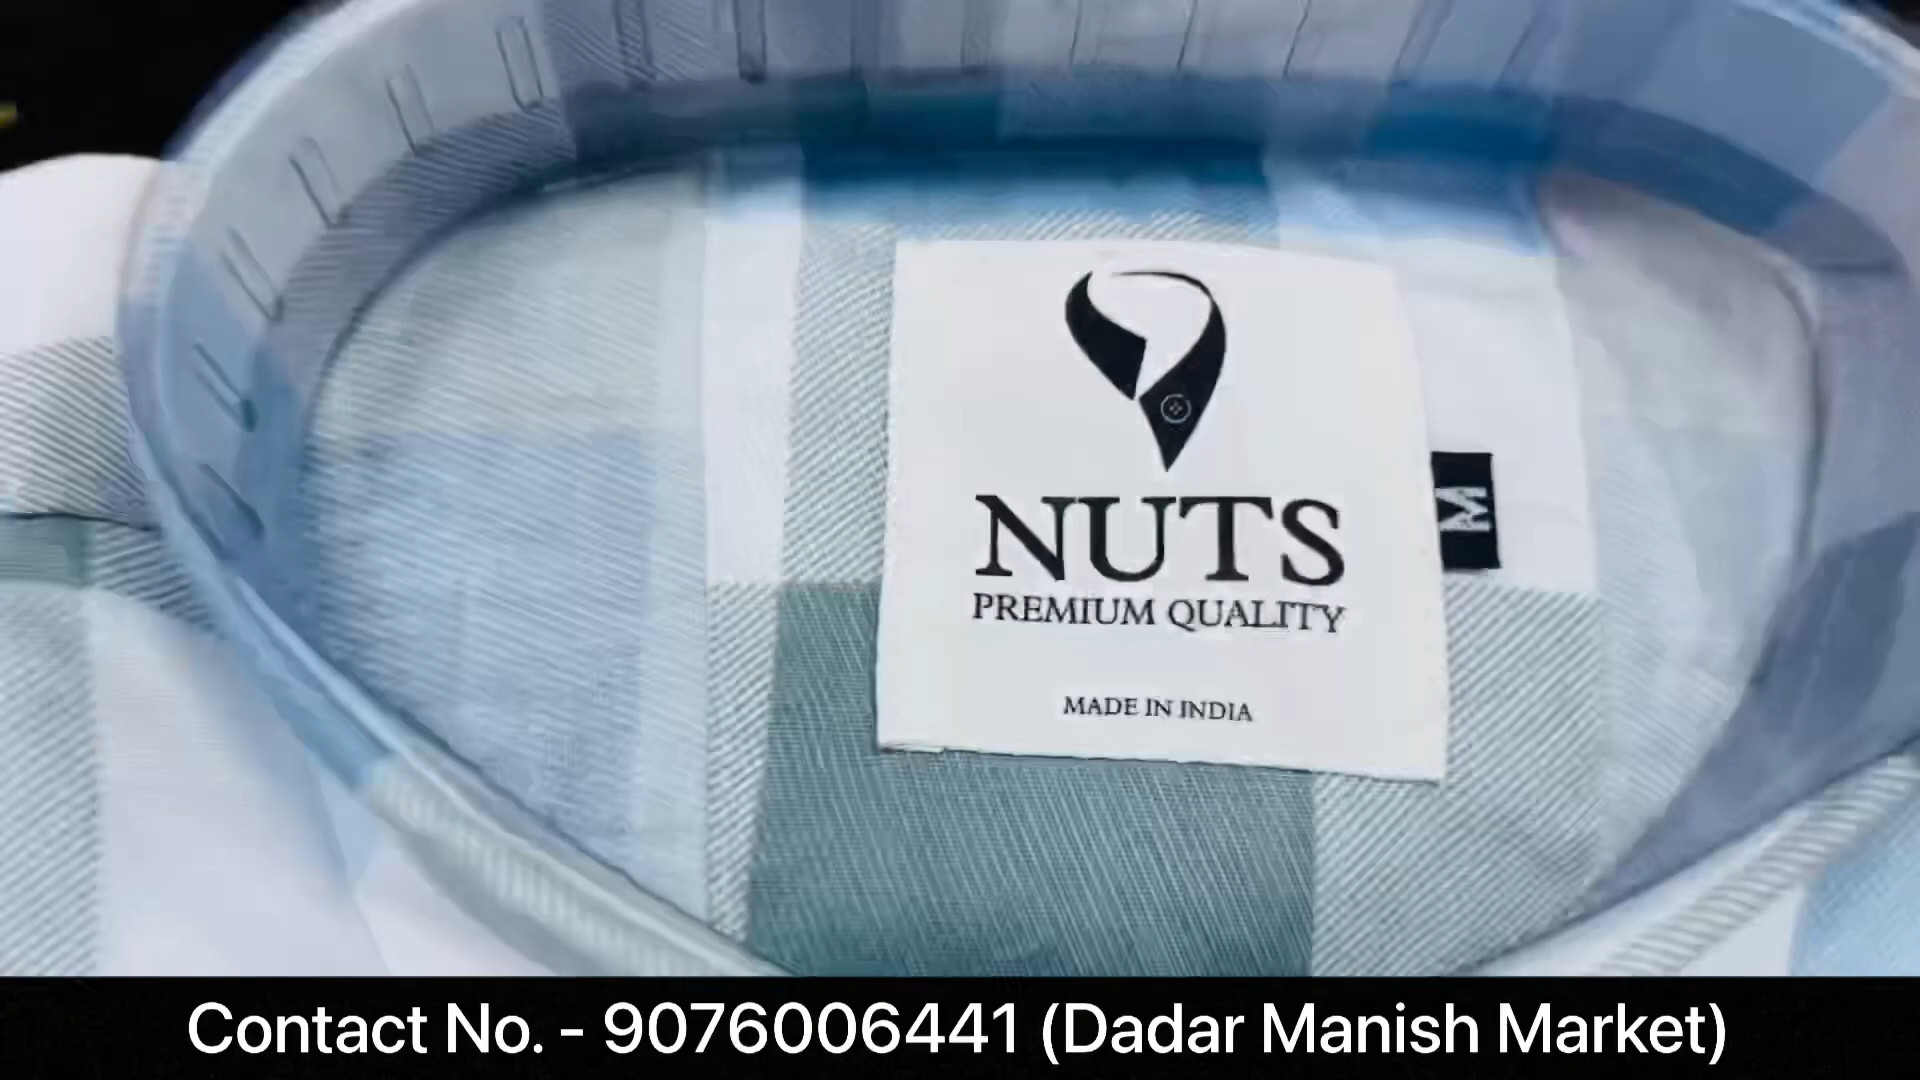 NUTS
PREMIUM QUALITY
MADE IN INDIA
M
Contact No. - 9076006441 (Dadar Manish Market)